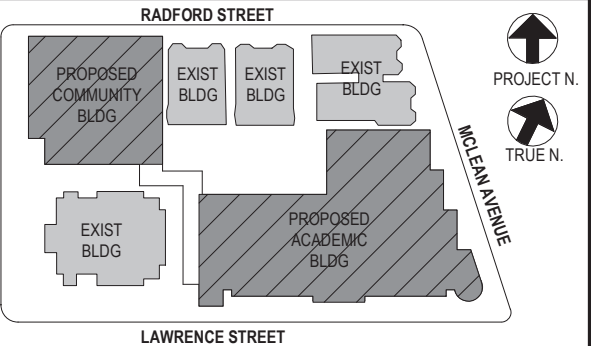 RADFORD STREET
PROPOSED
COMMUNITY
BLDG
EXIST
BLDG
EXIST
BLDG
EXIST
BLDG
PROJECT N.
TRUE N.
MCLEAN AVENUE
EXIST
BLDG
PROPOSED
ACADEMIC
BLDG
LAWRENCE STREET